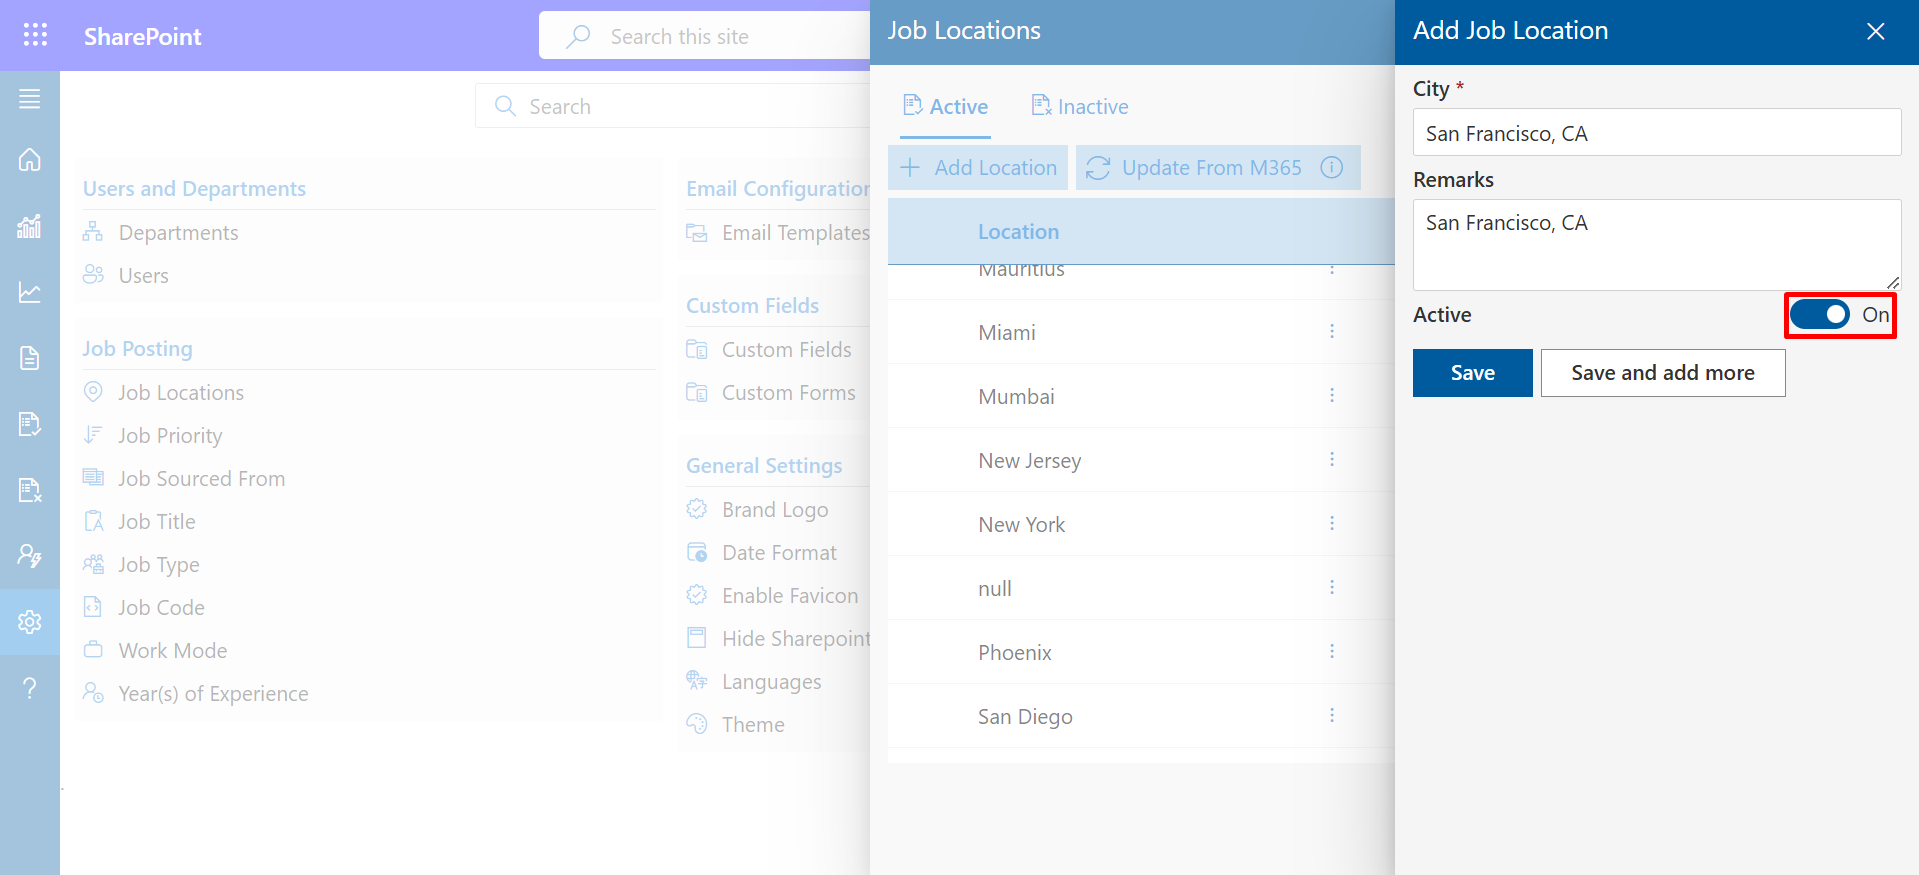 SharePoint
Search this site
Search
Users and Departments
Departments
Users
Job Posting
Job Locations
Job Priority
Job Sourced From
Job Title
Job Type
Job Code
Work Mode
Year(s) of Experience
Email Configuration
Email Templates
Custom Fields
Custom Fields
Custom Forms
General Settings
Brand Logo
Date Format
Enable Favicon
Hide Sharepoint
Languages
Theme
Job Locations
Active
Inactive
Add Location
Update From M365
Location
Mauritius
Miami
Mumbai
New Jersey
New York
null
Phoenix
San Diego
Add Job Location
City *
San Francisco, CA
Remarks
San Francisco, CA
Active
On
Save
Save and add more